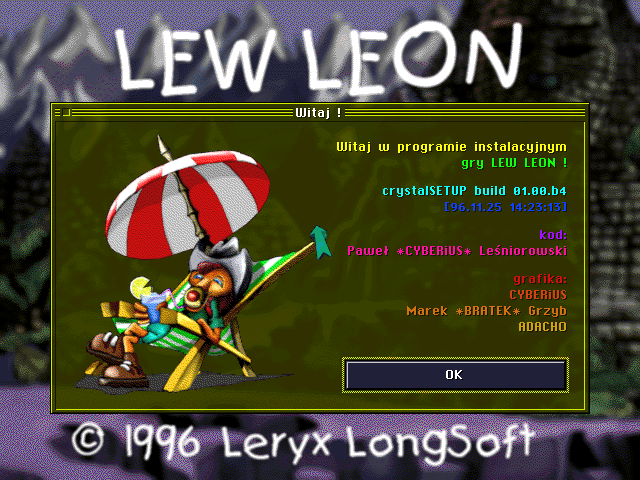 LEW LEON
Witaj !
Witaj w programie instalacyjnym
gry LEW LEON !
crystalSETUP build 01.00.b4
[96.11.25 14:23:13]
kod:
Paweł *CYBERiUS* Leśniorowski
grafika:
CYBERiUS
Marek *BRATEK* Grzyb
ADACHO
OK
© 1996 Leryx LongSoft